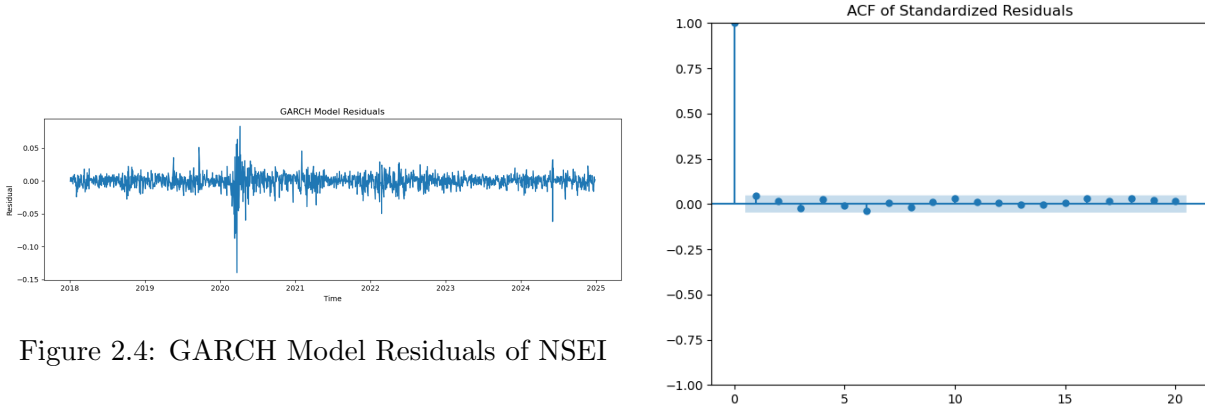 GARCH Model Residuals
Residual
0.05
0.00
−0.05
−0.10
−0.15
2018 2019 2020 2021 2022 2023 2024 2025
Time
Figure 2.4: GARCH Model Residuals of NSEI
ACF of Standardized Residuals
1.00
0.75
0.50
0.25
0.00
−0.25
−0.50
−0.75
−1.00
0 5 10 15 20